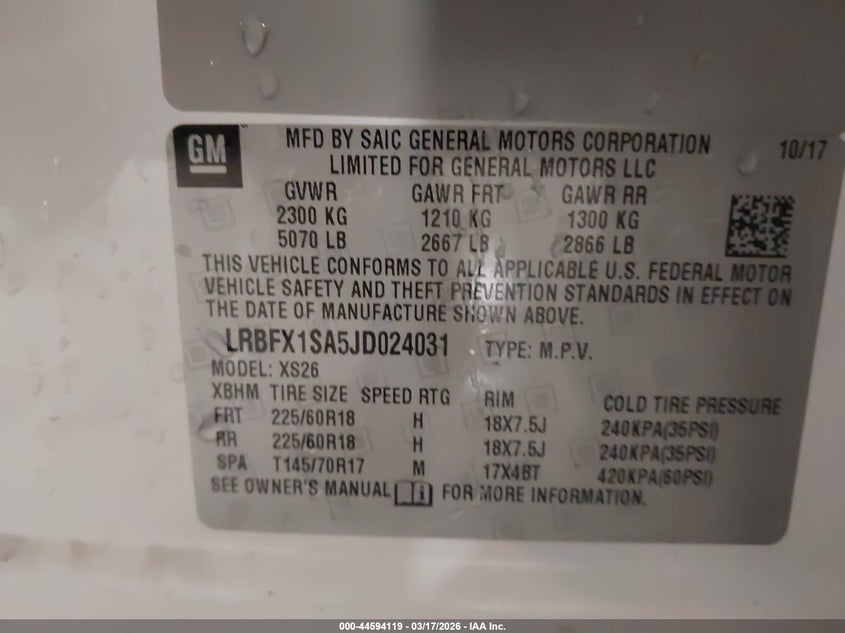 GM
MFD BY SAIC GENERAL MOTORS CORPORATION 10/17
LIMITED FOR GENERAL MOTORS LLC
GVWR GAWR FRT GAWR RR
2300 KG 1210 KG 1300 KG
5070 LB 2667 LB 2866 LB
THIS VEHICLE CONFORMS TO ALL APPLICABLE U.S. FEDERAL MOTOR
VEHICLE SAFETY AND THEFT PREVENTION STANDARDS IN EFFECT ON
THE DATE OF MANUFACTURE SHOWN ABOVE.
LRBFX1SA5JD024031 TYPE: M.P.V.
MODEL: XS26
XBHM TIRE SIZE SPEED RTG RIM COLD TIRE PRESSURE
FRT 225/60R18 H 18X7.5J 240KPA(35PSI)
RR 225/60R18 H 18X7.5J 240KPA(35PSI)
SPA T145/70R17 M 17X4BT 420KPA(60PSI)
SEE OWNER'S MANUAL FOR MORE INFORMATION.
000-44594119 - 03/17/2026 - IAA Inc.